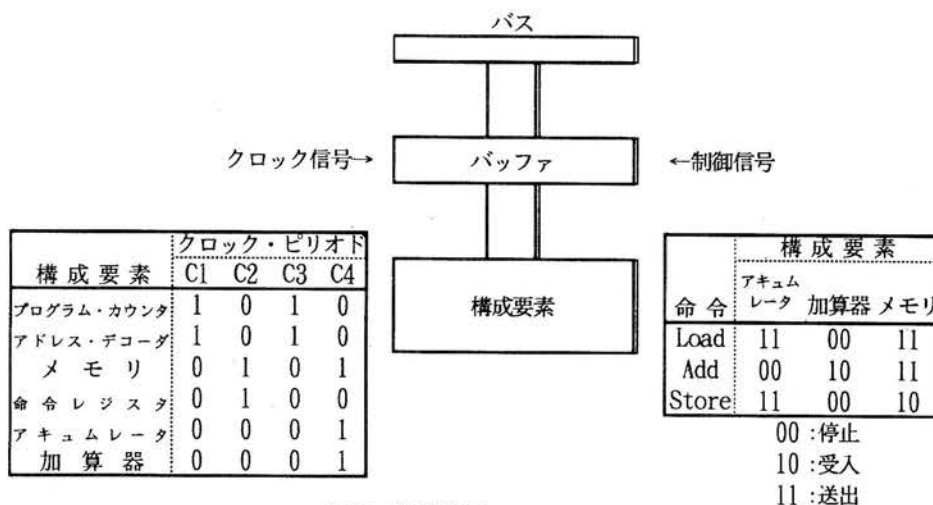 バス
クロック信号→
バッファ
←制御信号
構成要素
クロック・ピリオド
構成要素 C1 C2 C3 C4
プログラム・カウンタ 1 0 1 0
アドレス・デコーダ 1 0 1 0
メモリ 0 1 0 1
命令レジスタ 0 1 0 0
アキュムレータ 0 0 0 1
加算器 0 0 0 1
構成要素
アキュム
命令 レータ 加算器 メモリ
Load 11 00 11
Add 00 10 11
Store 11 00 10
00:停止
10:受入
11:送出